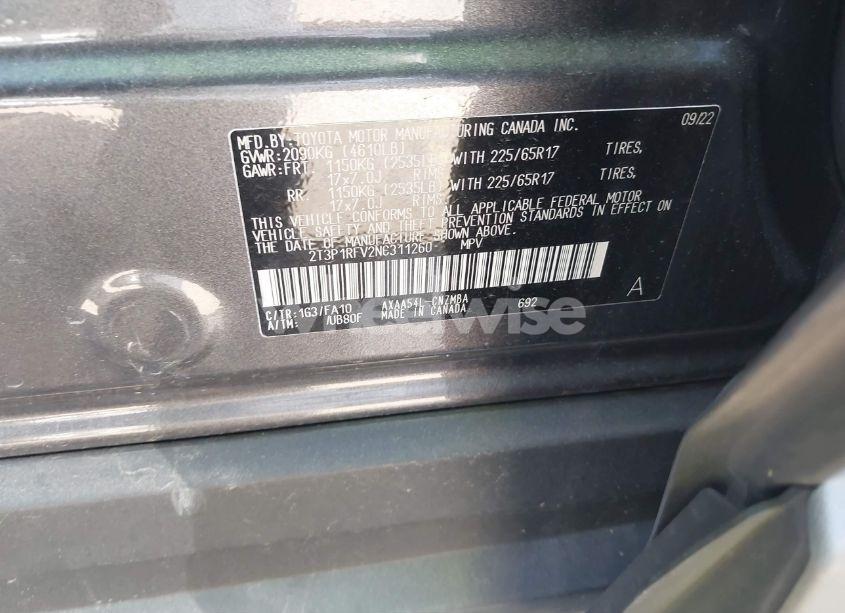 09/22
MFD.BY:TOYOTA MOTOR MANUFACTURING CANADA INC.
GVWR:2090KG (4610LB)
GAWR:FRT. 1150KG (2535LB) WITH 225/65R17 TIRES,
17x7.0J RIMS
RR. 1150KG (2535LB) WITH 225/65R17 TIRES,
17x7.0J RIMS
THIS VEHICLE CONFORMS TO ALL APPLICABLE FEDERAL MOTOR
VEHICLE SAFETY AND THEFT PREVENTION STANDARDS IN EFFECT ON
THE DATE OF MANUFACTURE SHOWN ABOVE.
2T3P1RFV2NC311260 MPV
C/TR:1G3/FA10 AXAA54L-CNZMBA 692 A
A/TM: /UB80F MADE IN CANADA